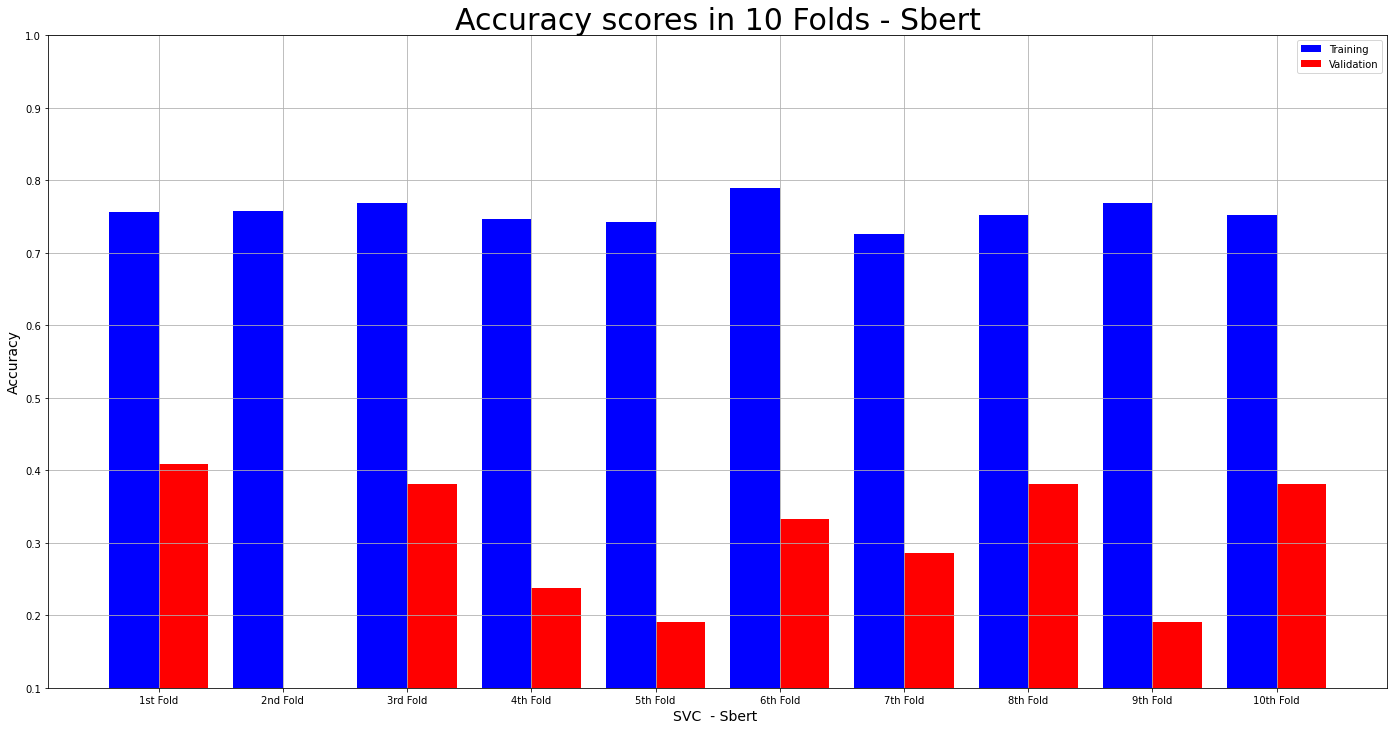 Accuracy scores in 10 Folds - Sbert
Training
Validation
1.0
0.9
0.8
0.7
0.6
0.5
0.4
0.3
0.2
0.1
Accuracy
1st Fold 2nd Fold 3rd Fold 4th Fold 5th Fold 6th Fold 7th Fold 8th Fold 9th Fold 10th Fold
SVC  - Sbert